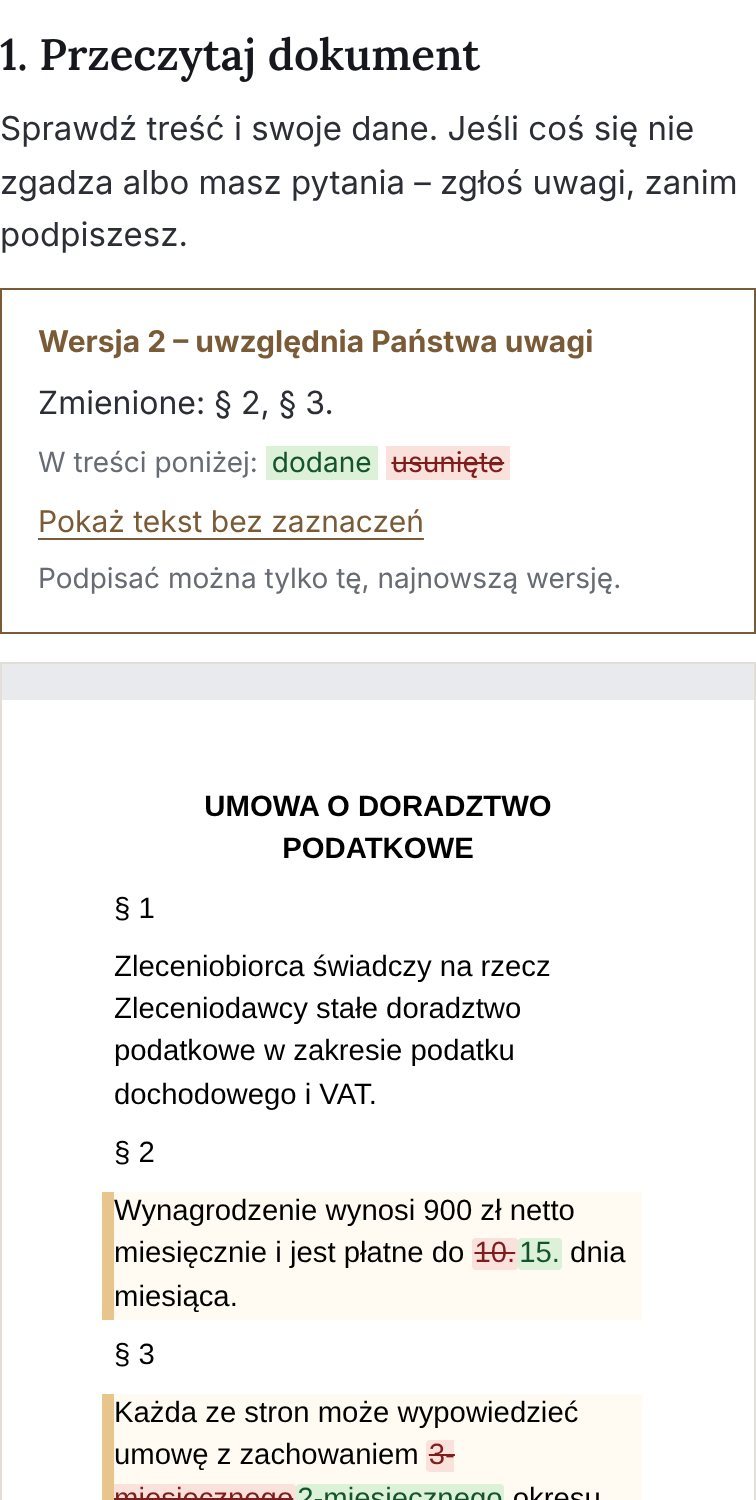 1. Przeczytaj dokument
Sprawdź treść i swoje dane. Jeśli coś się nie
zgadza albo masz pytania – zgłoś uwagi, zanim
podpiszesz.
Wersja 2 – uwzględnia Państwa uwagi
Zmienione: § 2, § 3.
W treści poniżej: dodane usunięte
Pokaż tekst bez zaznaczeń
Podpisać można tylko tę, najnowszą wersję.
UMOWA O DORADZTWO
PODATKOWE
§ 1
Zleceniobiorca świadczy na rzecz
Zleceniodawcy stałe doradztwo
podatkowe w zakresie podatku
dochodowego i VAT.
§ 2
Wynagrodzenie wynosi 900 zł netto
miesięcznie i jest płatne do 10. 15. dnia
miesiąca.
§ 3
Każda ze stron może wypowiedzieć
umowę z zachowaniem 3-
miesięcznego 2-miesięcznego okresu